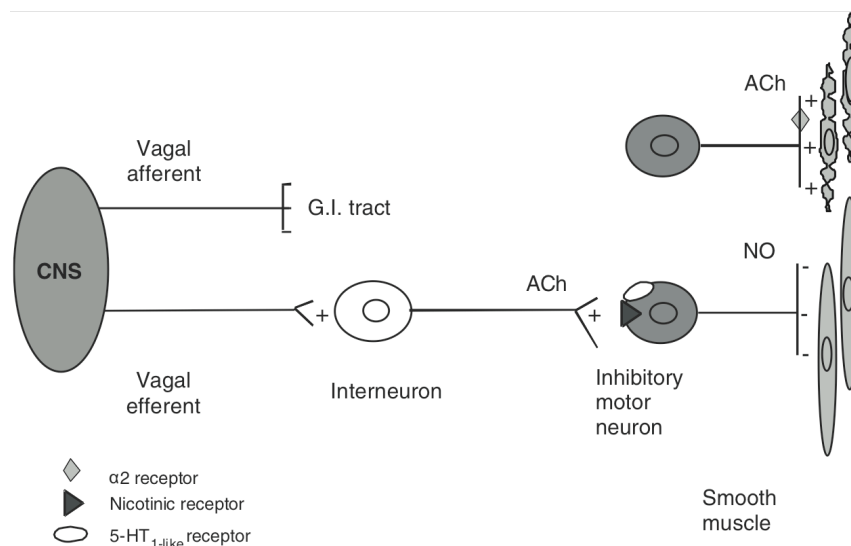 ACh
+
+
+
Vagal
afferent
G.I. tract
-
CNS
NO
-
-
-
ACh
+
+
Interneuron
Inhibitory
motor
neuron
Vagal
efferent
α2 receptor
Nicotinic receptor
5-HT1-like receptor
Smooth
muscle